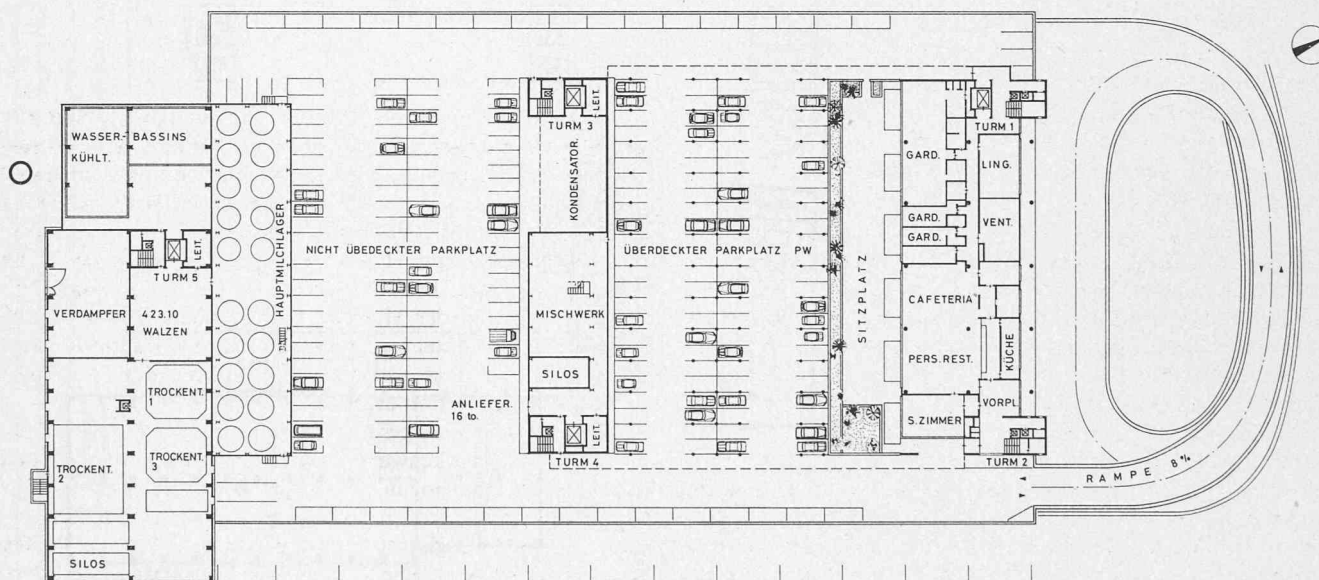 WASSER-BASSINS
KÜHLT.
TURM 5
LEIT.
VERDAMPFER
423.10
WALZEN
TROCKENT.
1
TROCKENT.
2
TROCKENT.
3
SILOS
HAUPTMILCHLAGER
NICHT ÜBEDECKTER PARKPLATZ
ANLIEFER.
16 to.
TURM 3
LEIT.
KONDENSATOR.
MISCHWERK
SILOS
LEIT.
TURM 4
ÜBERDECKTER PARKPLATZ PW
SITZPLATZ
GARD.
GARD.
GARD.
CAFETERIA
PERS. REST.
S. ZIMMER
TURM 1
LING.
VENT.
KÜCHE
VORPL.
TURM 2
RAMPE 8%